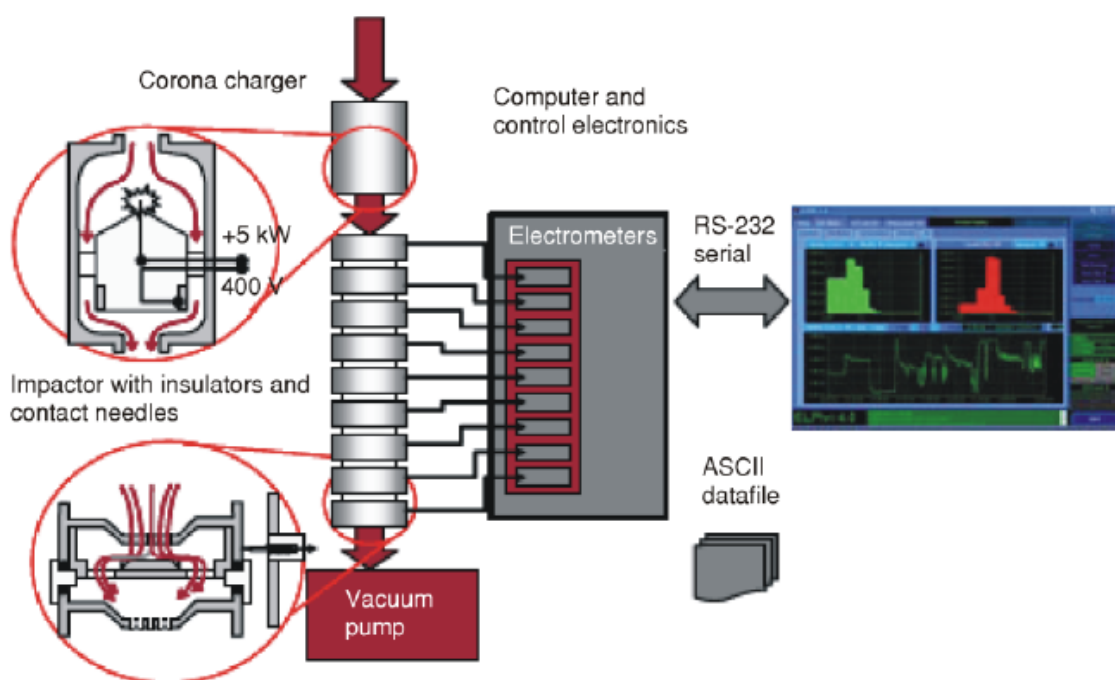 Corona charger
Computer and
control electronics
+5 kW
400 V
Electrometers
RS-232
serial
Impactor with insulators and
contact needles
ASCII
datafile
Vacuum
pump